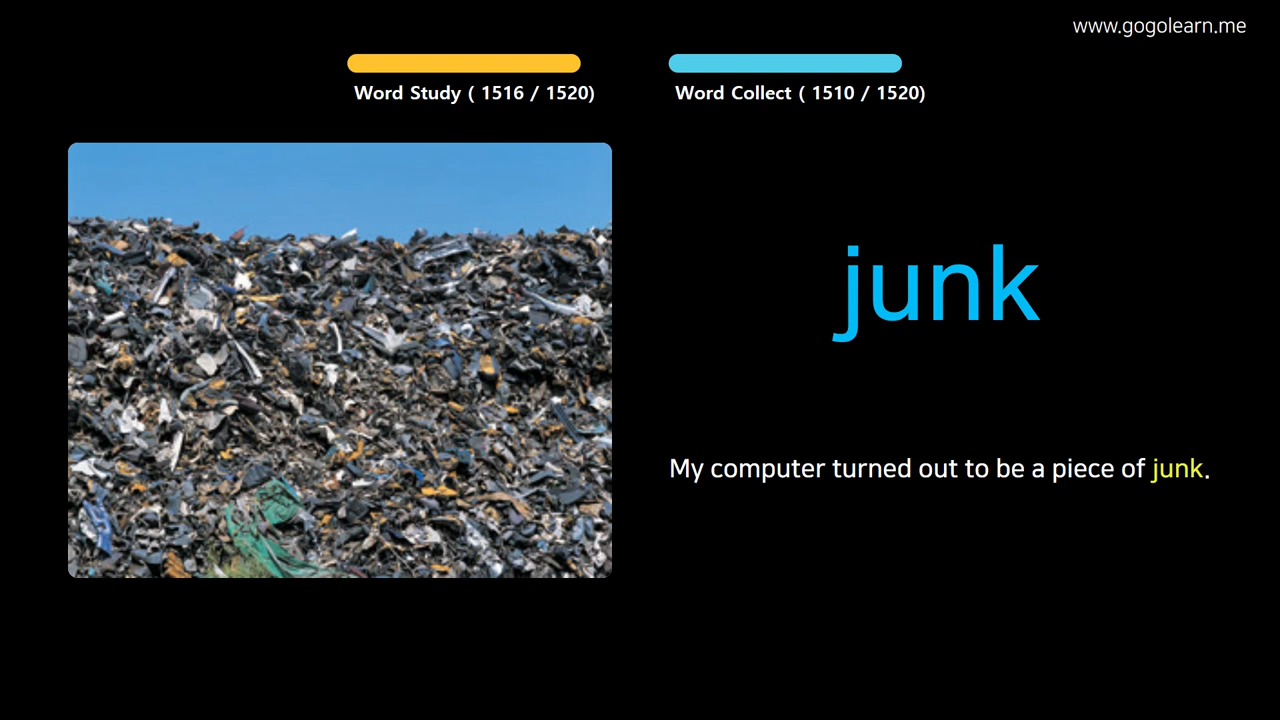 www.gogolearn.me
Word Study ( 1516 / 1520)
Word Collect ( 1510 / 1520)
junk
My computer turned out to be a piece of junk.